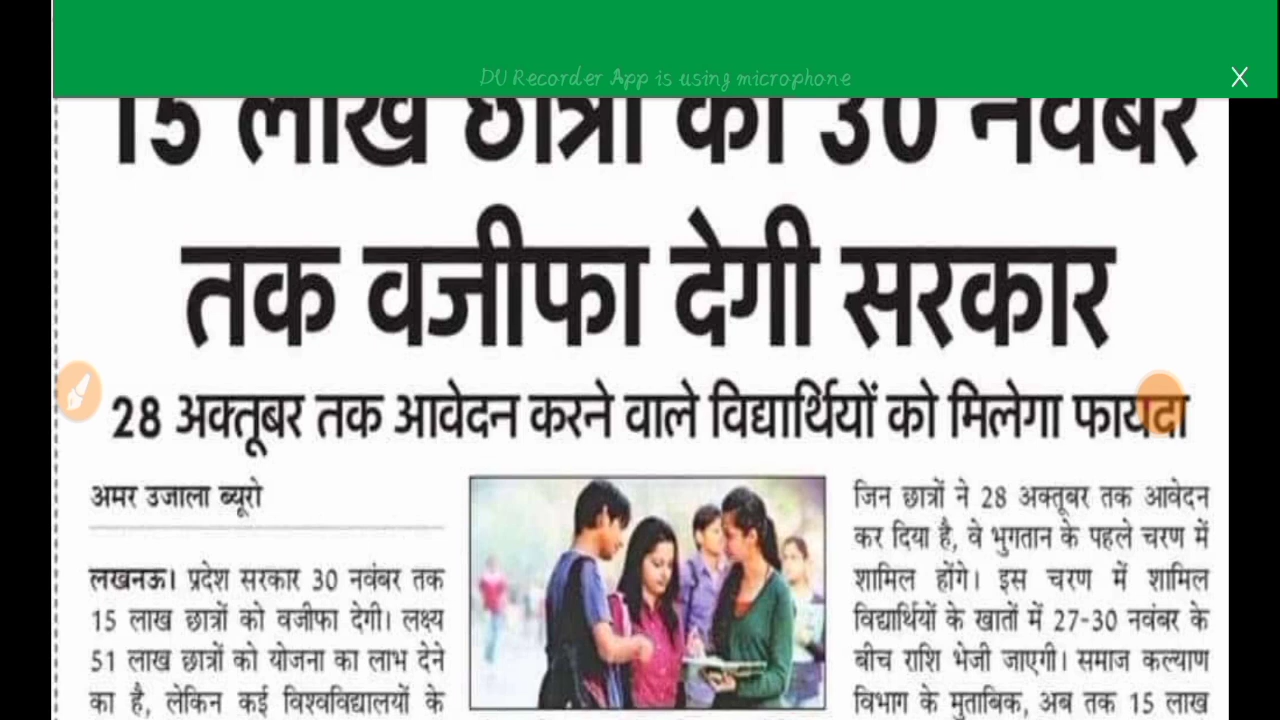 DU Recorder App is using microphone
X
15 लाख छात्रों को 30 नवंबर
तक वजीफा देगी सरकार
28 अक्तूबर तक आवेदन करने वाले विद्यार्थियों को मिलेगा फायदा
अमर उजाला ब्यूरो
लखनऊ। प्रदेश सरकार 30 नवंबर तक
15 लाख छात्रों को वजीफा देगी। लक्ष्य
51 लाख छात्रों को योजना का लाभ देने
का है, लेकिन कई विश्वविद्यालयों के
जिन छात्रों ने 28 अक्तूबर तक आवेदन
कर दिया है, वे भुगतान के पहले चरण में
शामिल होंगे। इस चरण में शामिल
विद्यार्थियों के खातों में 27-30 नवंबर के
बीच राशि भेजी जाएगी। समाज कल्याण
विभाग के मुताबिक, अब तक 15 लाख